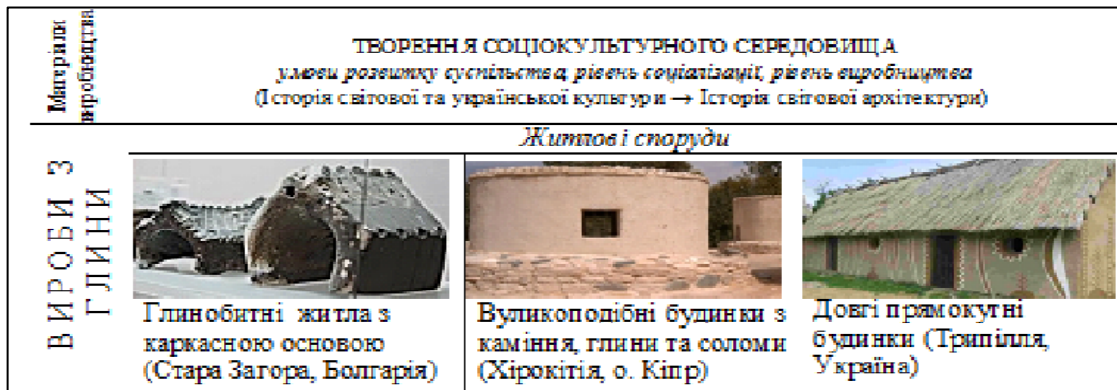 Матеріали
виробництва
ТВОРЕННЯ СОЦІОКУЛЬТУРНОГО СЕРЕДОВИЩА
умови розвитку суспільства, рівень соціалізації, рівень виробництва
(Історія світової та української культури → Історія світової архітектури)
Житлові споруди
ВИРОБИ З
ГЛИНИ
Глинобитні житла з
каркасною основою
(Стара Загора, Болгарія)
Вуликоподібні будинки з
каміння, глини та соломи
(Хірокітія, о. Кіпр)
Довгі прямокутні
будинки (Трипілля,
Україна)